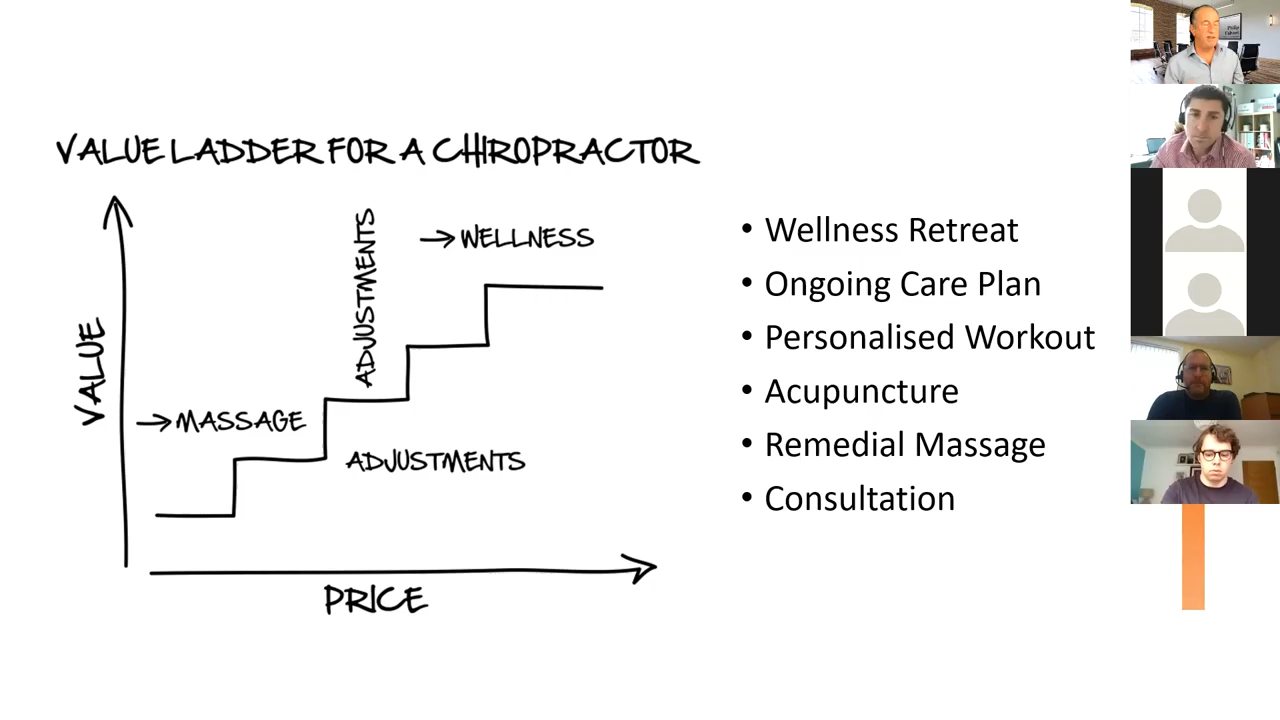 VALUE LADDER FOR A CHIROPRACTOR
VALUE
MASSAGE
ADJUSTMENTS
ADJUSTMENTS
WELLNESS
PRICE
• Wellness Retreat
• Ongoing Care Plan
• Personalised Workout
• Acupuncture
• Remedial Massage
• Consultation